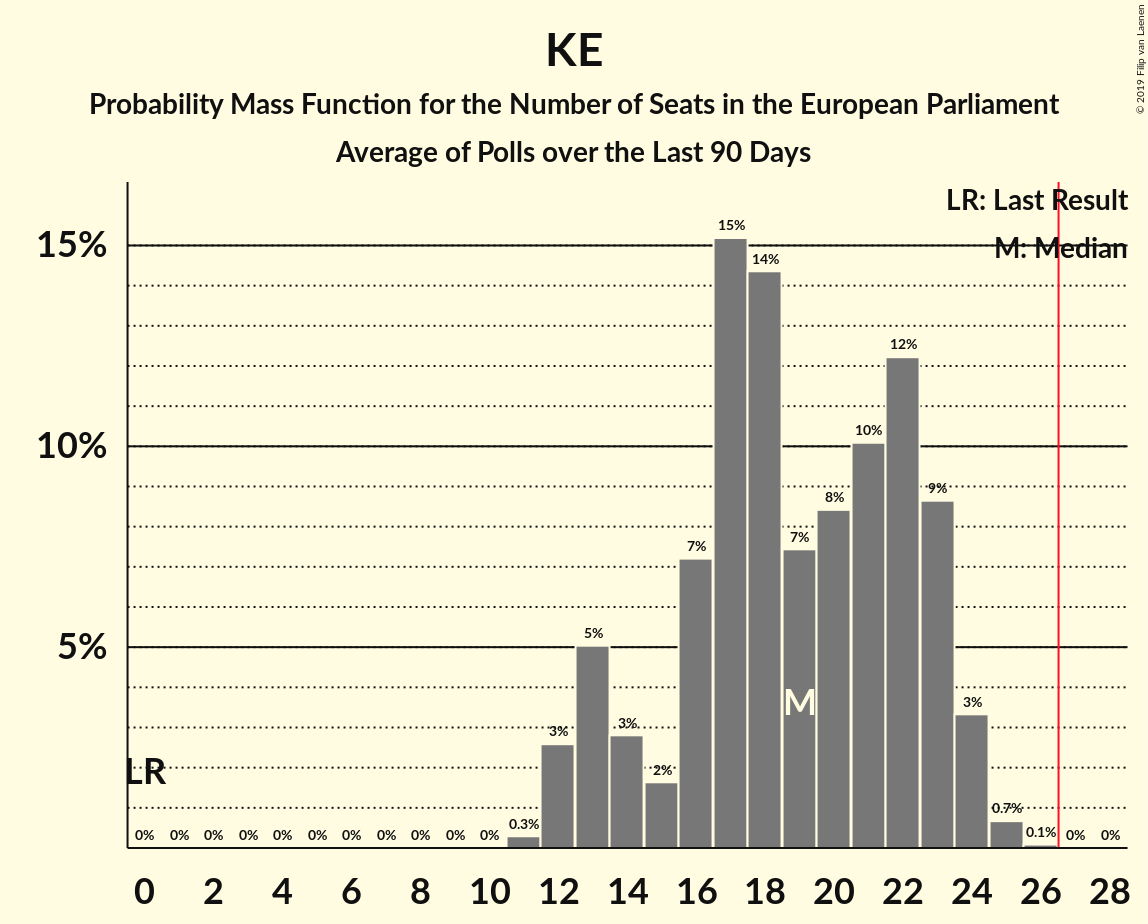 KE
Probability Mass Function for the Number of Seats in the European Parliament
Average of Polls over the Last 90 Days
© 2019 Filip van Laenen
LR: Last Result
M: Median
15%
10%
5%
15%
14%
12%
10%
9%
8%
7%
7%
5%
3%
3%
3%
2%
M
LR
0% 0% 0% 0% 0% 0% 0% 0% 0% 0% 0% 0.3% 0.7% 0.1% 0% 0%
0 2 4 6 8 10 12 14 16 18 20 22 24 26 28